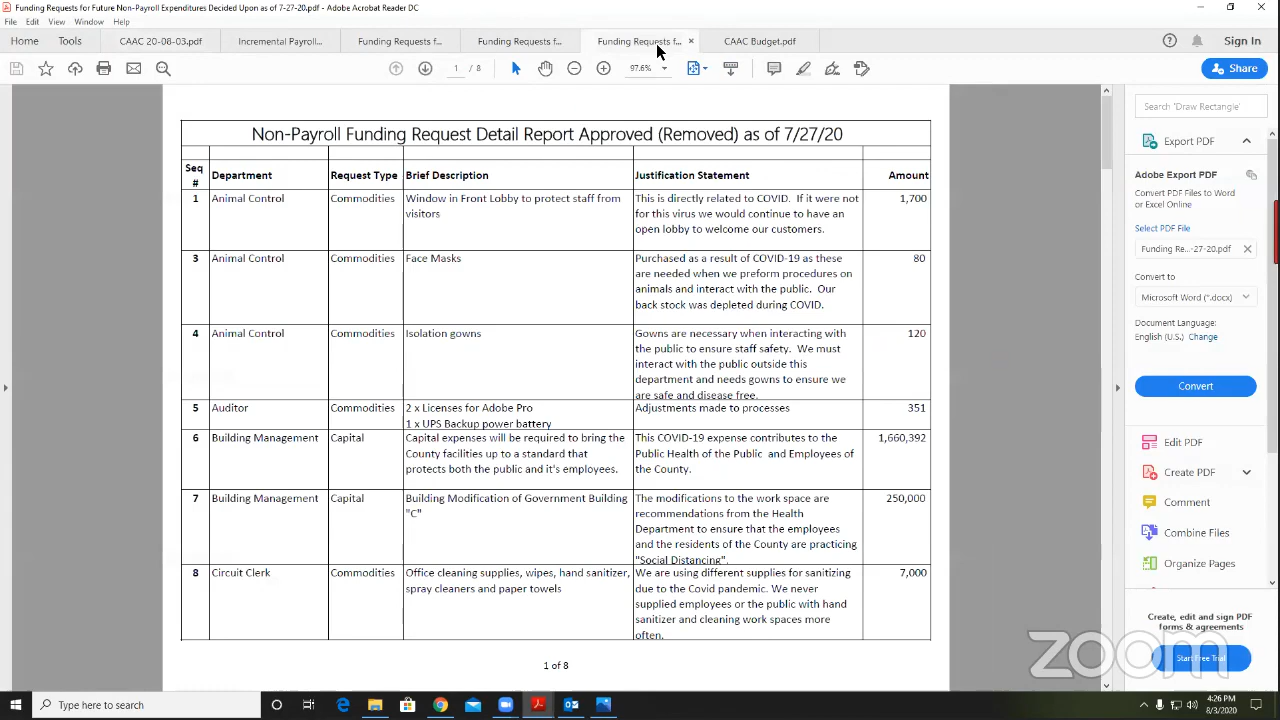 Funding Requests for Future Non-Payroll Expenditures Decided Upon as of 7-27-20.pdf - Adobe Acrobat Reader DC
File Edit View Window Help
Home Tools CAAC 20-08-03.pdf Incremental Payroll... Funding Requests f... Funding Requests f... Funding Requests f... × CAAC Budget.pdf Sign In
1 / 8 97.6% Share
Non-Payroll Funding Request Detail Report Approved (Removed) as of 7/27/20
Seq # Department Request Type Brief Description Justification Statement Amount
1 Animal Control Commodities Window in Front Lobby to protect staff from This is directly related to COVID. If it were not 1,700
visitors for this virus we would continue to have an
open lobby to welcome our customers.
3 Animal Control Commodities Face Masks Purchased as a result of COVID-19 as these 80
are needed when we preform procedures on
animals and interact with the public. Our
back stock was depleted during COVID.
4 Animal Control Commodities Isolation gowns Gowns are necessary when interacting with 120
the public to ensure staff safety. We must
interact with the public outside this
department and needs gowns to ensure we
are safe and disease free.
5 Auditor Commodities 2 x Licenses for Adobe Pro Adjustments made to processes 351
1 x UPS Backup power battery
6 Building Management Capital Capital expenses will be required to bring the This COVID-19 expense contributes to the 1,660,392
County facilities up to a standard that Public Health of the Public and Employees of
protects both the public and it's employees. the County.
7 Building Management Capital Building Modification of Government Building The modifications to the work space are 250,000
"C" recommendations from the Health
Department to ensure that the employees
and the residents of the County are practicing
"Social Distancing".
8 Circuit Clerk Commodities Office cleaning supplies, wipes, hand sanitizer, We are using different supplies for sanitizing 7,000
spray cleaners and paper towels due to the Covid pandemic. We never
supplied employees or the public with hand
sanitizer and cleaning work spaces more
often.
1 of 8
Search 'Draw Rectangle'
Export PDF
Adobe Export PDF
Convert PDF Files to Word
or Excel Online
Select PDF File
Funding Re...-27-20.pdf
Convert to
Microsoft Word (*.docx)
Document Language:
English (U.S.) Change
Convert
Edit PDF
Create PDF
Comment
Combine Files
Organize Pages
Create, edit and sign PDF
forms & agreements
Start Free Trial
zoom
Type here to search
4:26 PM
8/3/2020